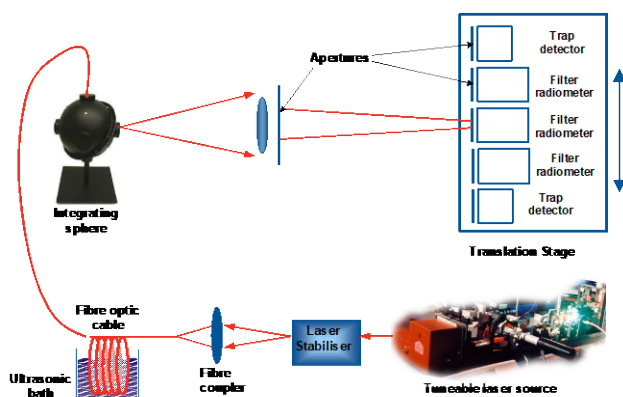 Apertures
Trap
detector
Filter
radiometer
Filter
radiometer
Filter
radiometer
Trap
detector
Translation Stage
Integrating
sphere
Fibre optic
cable
Ultrasonic
bath
Fibre
coupler
Laser
Stabiliser
Tuneable laser source